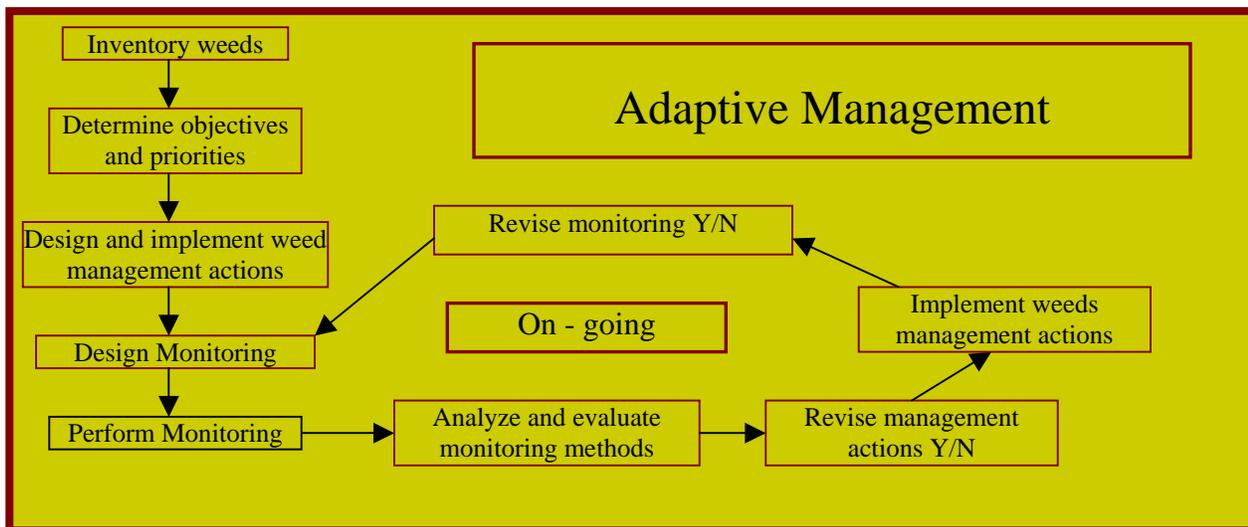 Inventory weeds
Adaptive Management
Determine objectives
and priorities
Design and implement weed
management actions
Revise monitoring Y/N
Implement weeds
management actions
On - going
Design Monitoring
Perform Monitoring
Analyze and evaluate
monitoring methods
Revise management
actions Y/N